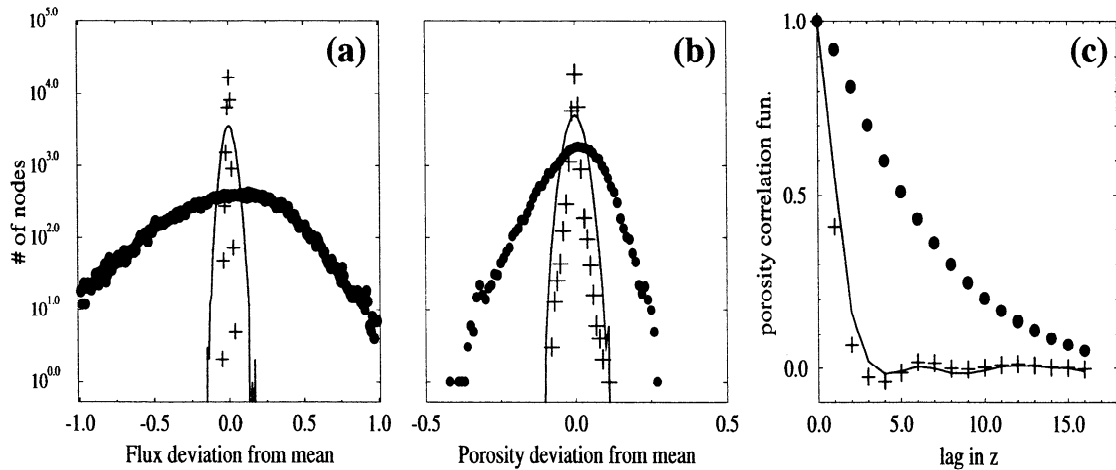 (a)
# of nodes
10^5.0
10^4.0
10^3.0
10^2.0
10^1.0
10^0.0
-1.0 -0.5 0.0 0.5 1.0
Flux deviation from mean
(b)
-0.5 0.0 0.5
Porosity deviation from mean
(c)
porosity correlation fun.
1.0
0.5
0.0
0.0 5.0 10.0 15.0
lag in z